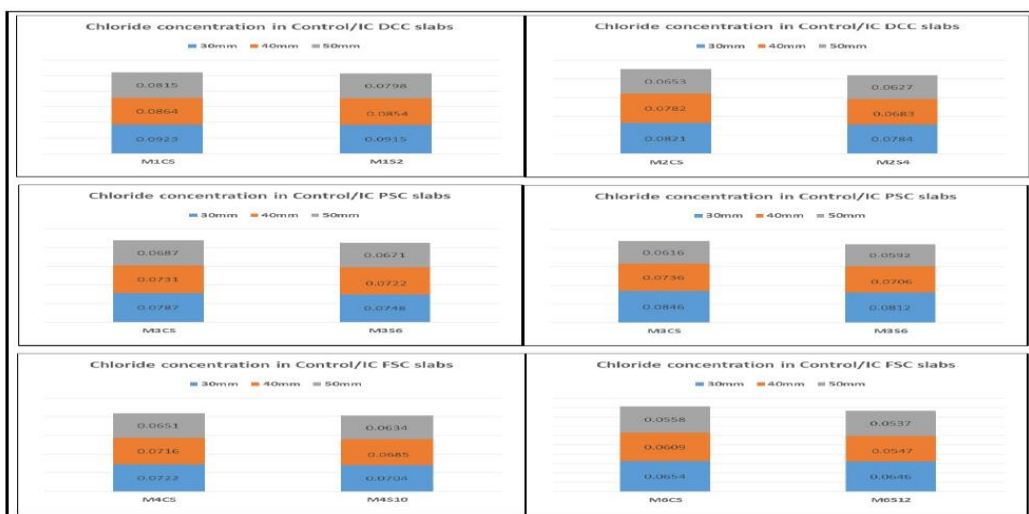 Chloride concentration in Control/IC DCC slabs
30mm 40mm 50mm
0.0815 0.0798
0.0864 0.0854
0.0923 0.0915
M1CS M1S2
Chloride concentration in Control/IC DCC slabs
30mm 40mm 50mm
0.0653 0.0627
0.0782 0.0683
0.0821 0.0784
M2CS M2S4
Chloride concentration in Control/IC PSC slabs
30mm 40mm 50mm
0.0687 0.0671
0.0731 0.0722
0.0787 0.0748
M3CS M3S6
Chloride concentration in Control/IC PSC slabs
30mm 40mm 50mm
0.0616 0.0592
0.0736 0.0706
0.0846 0.0812
M3CS M3S6
Chloride concentration in Control/IC FSC slabs
30mm 40mm 50mm
0.0651 0.0634
0.0716 0.0685
0.0722 0.0704
M4CS M4S10
Chloride concentration in Control/IC FSC slabs
30mm 40mm 50mm
0.0558 0.0537
0.0609 0.0547
0.0654 0.0646
M6CS M6S12